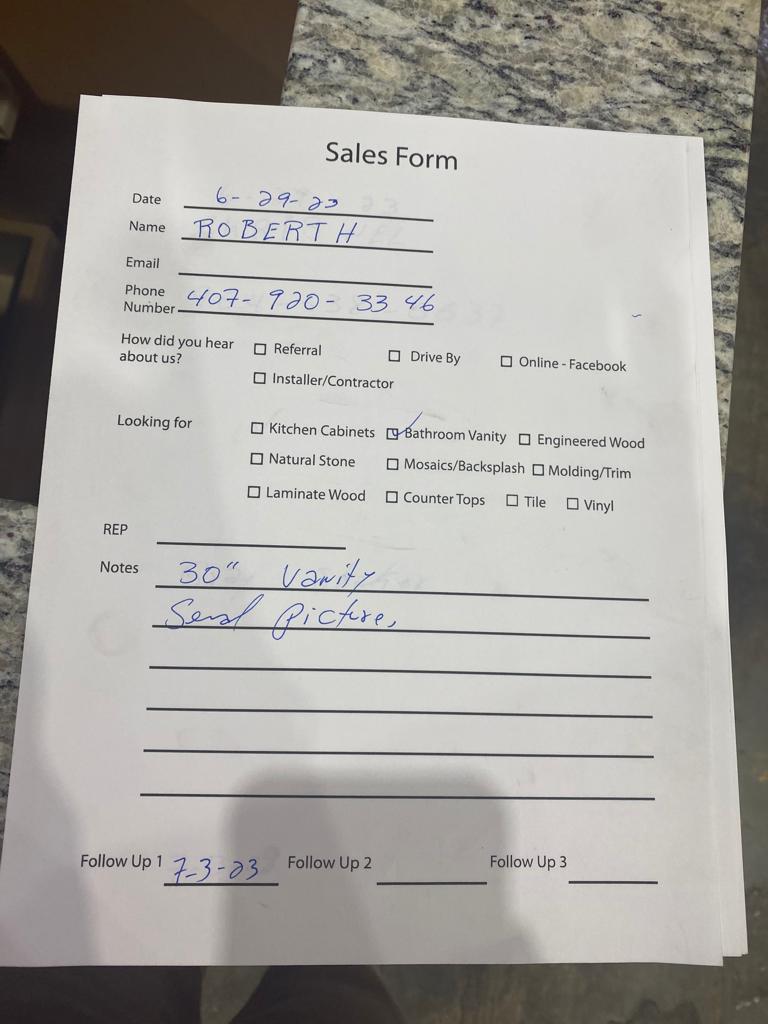 Sales Form
Date 6-29-23
Name ROBERT H
Email
Phone Number 407-920-3346
How did you hear about us? Referral Drive By Online - Facebook
Installer/Contractor
Looking for Kitchen Cabinets Bathroom Vanity Engineered Wood
Natural Stone Mosaics/Backsplash Molding/Trim
Laminate Wood Counter Tops Tile Vinyl
REP
Notes 30" Vanity
Send picture,
Follow Up 1 7-3-23 Follow Up 2 Follow Up 3